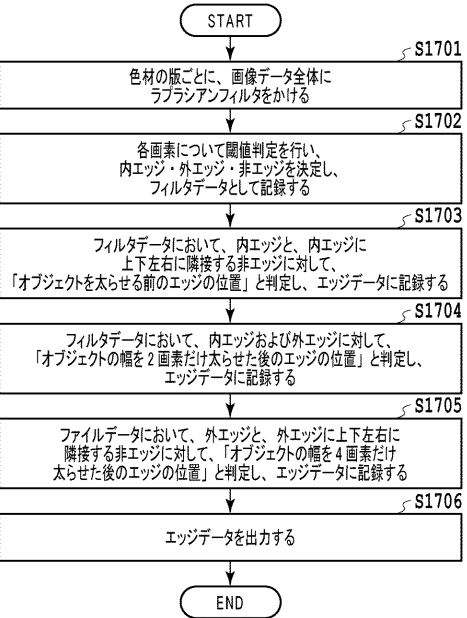 START
S1701
色材の版ごとに、画像データ全体に
ラプラシアンフィルタをかける
S1702
各画素について閾値判定を行い、
内エッジ・外エッジ・非エッジを決定し、
フィルタデータとして記録する
S1703
フィルタデータにおいて、内エッジと、内エッジに
上下左右に隣接する非エッジに対して、
「オブジェクトを太らせる前のエッジの位置」と判定し、エッジデータに記録する
S1704
フィルタデータにおいて、内エッジおよび外エッジに対して、
「オブジェクトの幅を2画素だけ太らせた後のエッジの位置」と判定し、
エッジデータに記録する
S1705
ファイルデータにおいて、外エッジと、外エッジに上下左右に
隣接する非エッジに対して、「オブジェクトの幅を4画素だけ
太らせた後のエッジの位置」と判定し、エッジデータに記録する
S1706
エッジデータを出力する
END